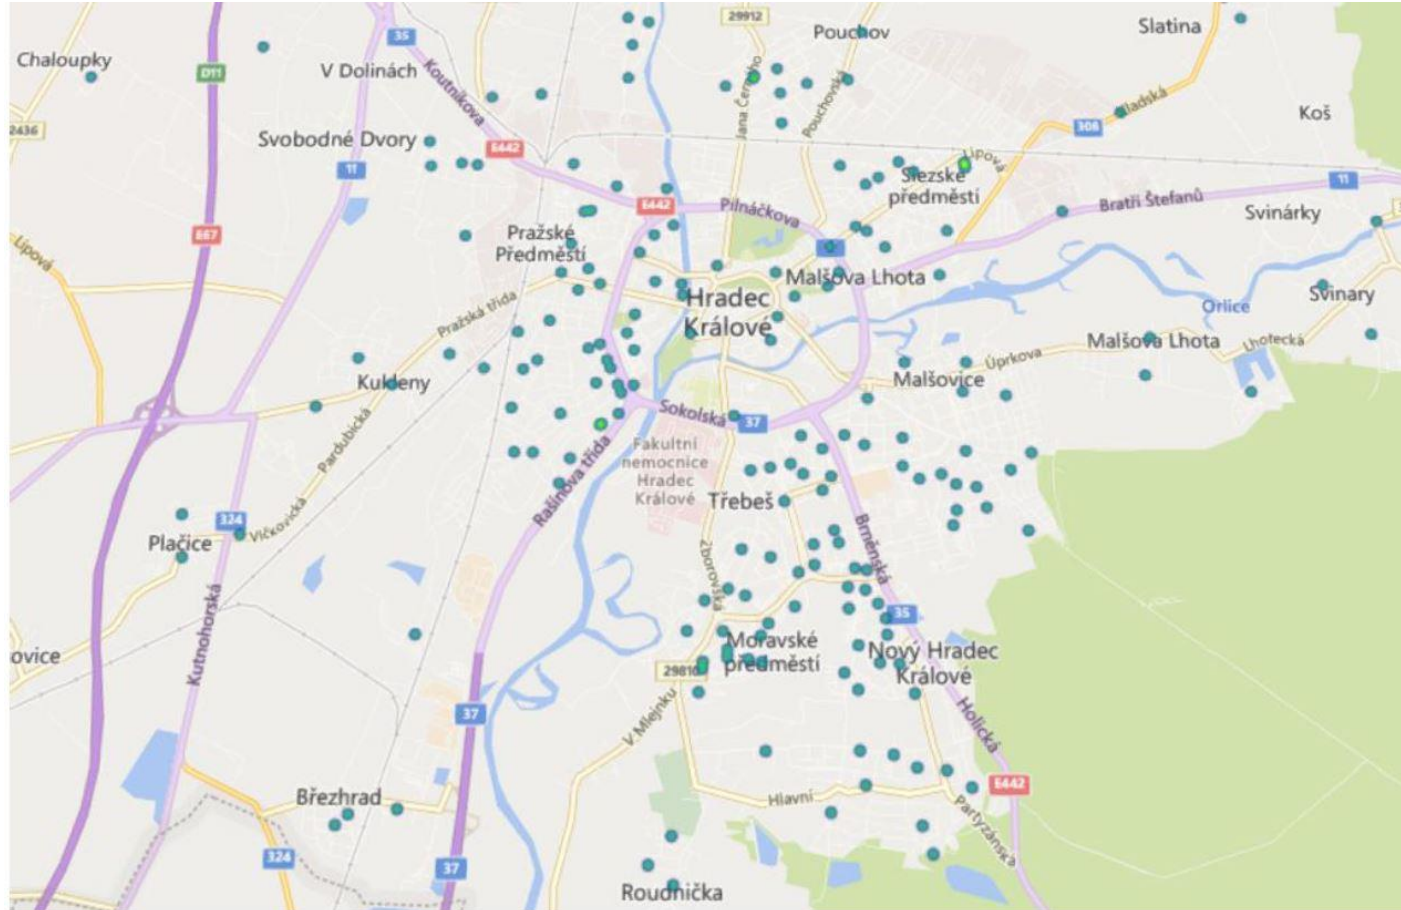 29912
Pouchov
Slatina
35
Chaloupky
V Dolinách
D11
Koutníkova
Jana Černého
Pouchovská
Kladská
Koš
2436
308
Svobodné Dvory
E442
Lipová
11
11
Slezské
předměstí
E442
Pilnáčkova
Bratří Štefanů
Svinárky
E67
Lipová
Pražské
Předměstí
Malšova Lhota
Hradec
Králové
Orlice
Svinary
Pražská třída
Malšova Lhota
Lhotecká
Úprkova
Kukleny
Malšovice
Sokolská
37
Pardubická
Fakultní
nemocnice
Hradec
Králové
Rašínova třída
Třebeš
324
Vlčkovická
Plačice
Brněnská
Zborovská
Kutnohorská
35
ovice
Moravské
předměstí
Nový Hradec
Králové
29810
37
V Mlejnku
Holická
E442
Březhrad
Hlavní
Partyzánská
324
37
Roudnička